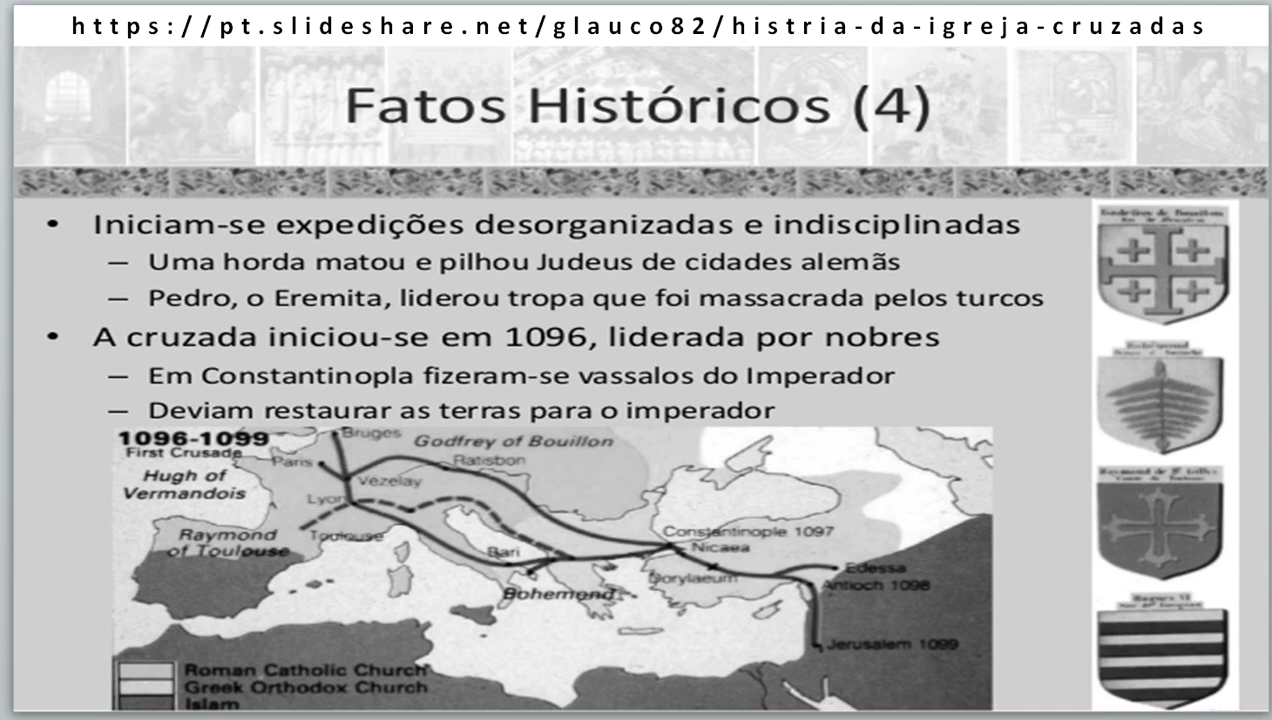 https://pt.slideshare.net/glauco82/histria-da-igreja-cruzadas
Fatos Históricos (4)
• Iniciam-se expedições desorganizadas e indisciplinadas
– Uma horda matou e pilhou Judeus de cidades alemãs
– Pedro, o Eremita, liderou tropa que foi massacrada pelos turcos
• A cruzada iniciou-se em 1096, liderada por nobres
– Em Constantinopla fizeram-se vassalos do Imperador
– Deviam restaurar as terras para o imperador
1096-1099
First Crusade
Bruges
Godfrey of Bouillon
Paris
Ratisbon
Hugh of
Vermandois
Vezelay
Lyon
Raymond
of Toulouse
Toulouse
Constantinople 1097
Nicaea
Bari
Dorylaeum
Edessa
Antioch 1098
Bohemond
Jerusalem 1099
Roman Catholic Church
Greek Orthodox Church
Islam